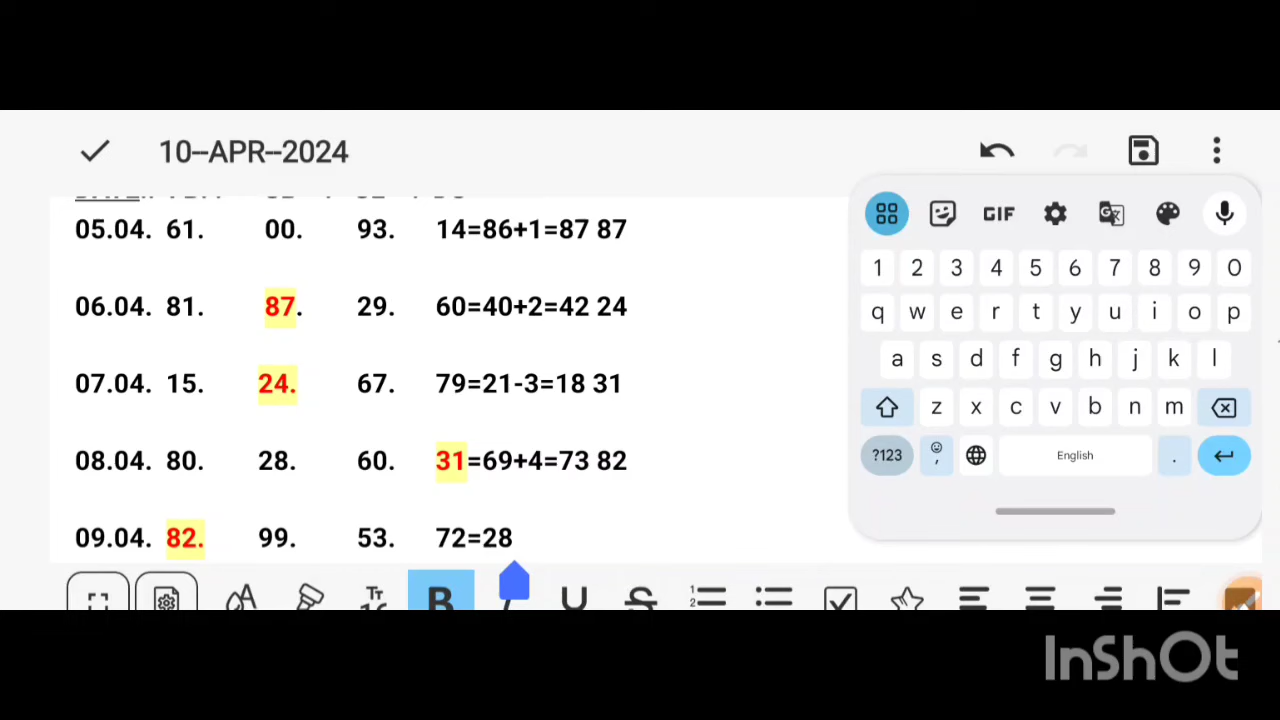 10--APR--2024
05.04. 61. 00. 93. 14=86+1=87 87
06.04 81. 87. 29. 60=40+2=42 24
07.04. 15. 24. 67. 79=21-3=18 31
08.04. 80. 28. 60. 31=69+4=73 82
09.04. 82. 99. 53. 72=28
GIF
1 2 3 4 5 6 7 8 9 0
q w e r t y u i o p
a s d f g h j k l
z x c v b n m
?123 , English .
B U S
InShOt